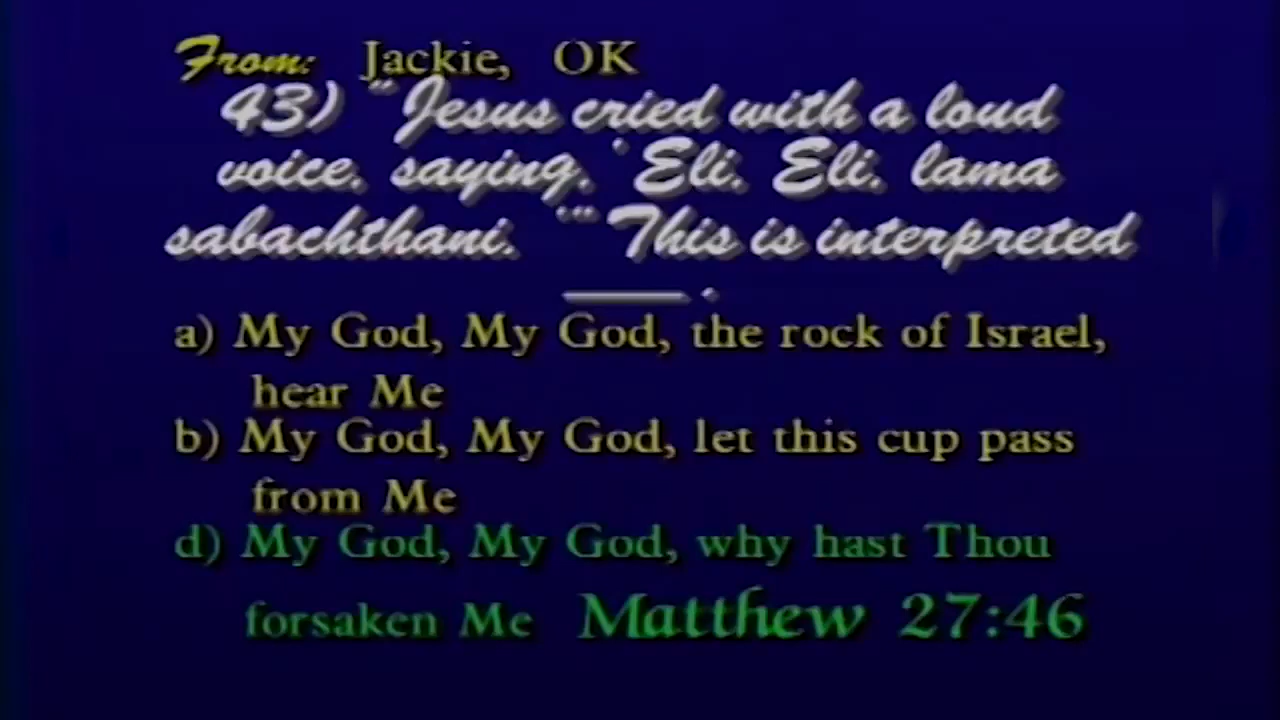 From: Jackie, OK
43) "Jesus cried with a loud
voice, saying, 'Eli, Eli, lama
sabachthani, '" This is interpreted
____.
a) My God, My God, the rock of Israel,
hear Me
b) My God, My God, let this cup pass
from Me
d) My God, My God, why hast Thou
forsaken Me Matthew 27:46